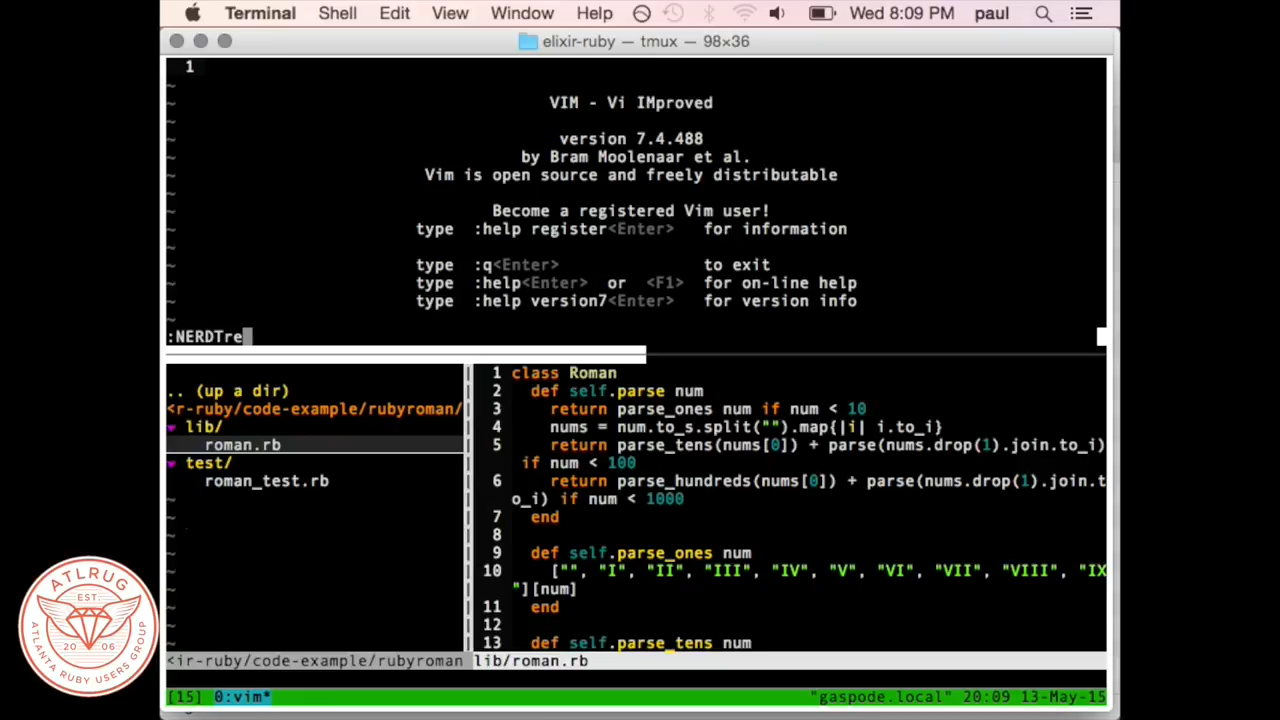 Terminal Shell Edit View Window Help Wed 8:09 PM paul
elixir-ruby — tmux — 98×36
1
~
VIM - Vi IMproved
~
version 7.4.488
by Bram Moolenaar et al.
Vim is open source and freely distributable
~
Become a registered Vim user!
type :help register<Enter> for information
~
type :q<Enter> to exit
type :help<Enter> or <F1> for on-line help
type :help version7<Enter> for version info
~
:NERDTre
.. (up a dir)
<r-ruby/code-example/rubyroman/
▼ lib/
roman.rb
▼ test/
roman_test.rb
~
<ir-ruby/code-example/rubyroman
1 class Roman
2 def self.parse num
3 return parse_ones num if num < 10
4 nums = num.to_s.split("").map{|i| i.to_i}
5 return parse_tens(nums[0]) + parse(nums.drop(1).join.to_i)
if num < 100
6 return parse_hundreds(nums[0]) + parse(nums.drop(1).join.t
o_i) if num < 1000
7 end
8
9 def self.parse_ones num
10 ["", "I", "II", "III", "IV", "V", "VI", "VII", "VIII", "IX
"][num]
11 end
12
13 def self.parse_tens num
lib/roman.rb
[15] 0:vim* "gaspode.local" 20:09 13-May-15
ATLRUG
EST.
20 06
ATLANTA RUBY USERS GROUP